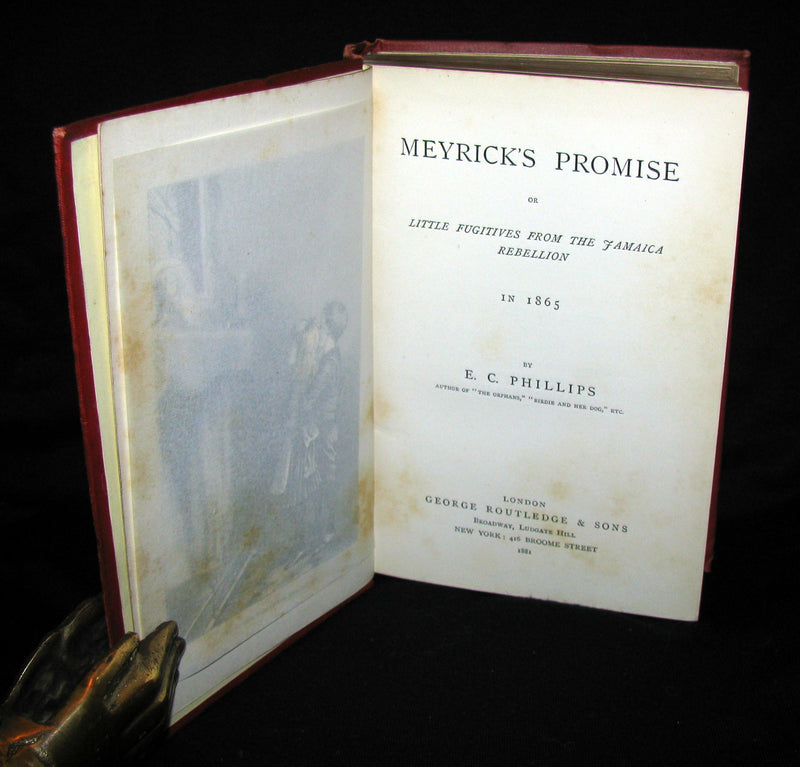 MEYRICK'S PROMISE
OR
LITTLE FUGITIVES FROM THE JAMAICA
REBELLION
IN 1865
BY
E. C. PHILLIPS
AUTHOR OF "THE ORPHANS," "BIRDIE AND HER DOG," ETC.
LONDON
GEORGE ROUTLEDGE & SONS
BROADWAY, LUDGATE HILL
NEW YORK: 416 BROOME STREET
1881